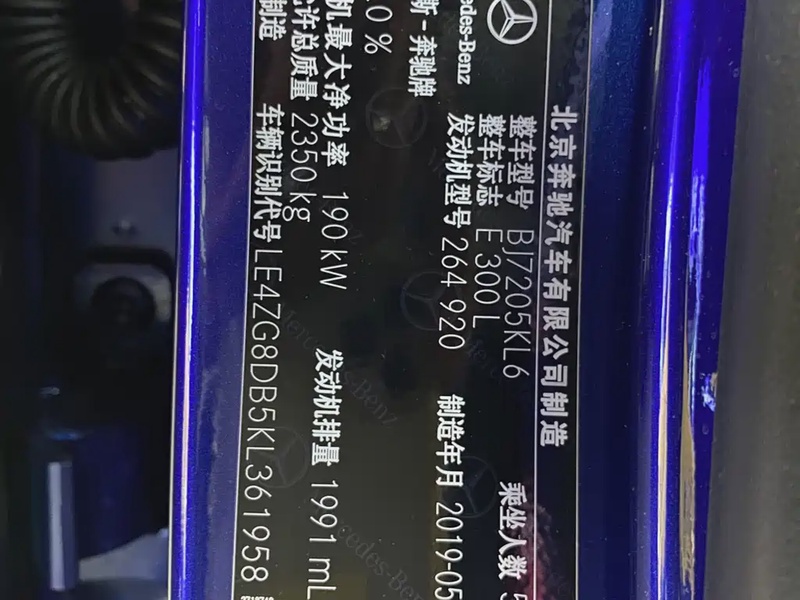 北京奔驰汽车有限公司制造
整车型号 BJ7205KL6 乘坐人数
整车标志 E 300 L
发动机型号 264 920 制造年月 2019-05
edes-Benz
斯-奔驰牌
0 %
机最大净功率 190 kW 发动机排量 1991 mL
允许总质量 2350 kg
制造 车辆识别代号 LE4ZG8DB5KL361958